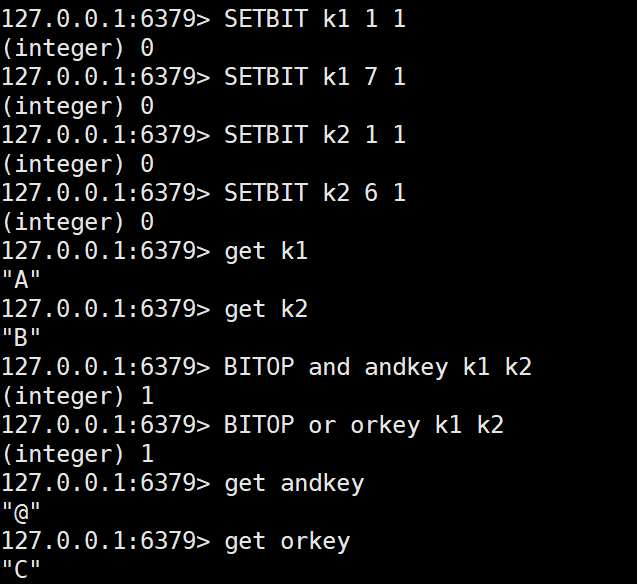 127.0.0.1:6379> SETBIT k1 1 1
(integer) 0
127.0.0.1:6379> SETBIT k1 7 1
(integer) 0
127.0.0.1:6379> SETBIT k2 1 1
(integer) 0
127.0.0.1:6379> SETBIT k2 6 1
(integer) 0
127.0.0.1:6379> get k1
"A"
127.0.0.1:6379> get k2
"B"
127.0.0.1:6379> BITOP and andkey k1 k2
(integer) 1
127.0.0.1:6379> BITOP or orkey k1 k2
(integer) 1
127.0.0.1:6379> get andkey
"@"
127.0.0.1:6379> get orkey
"C"